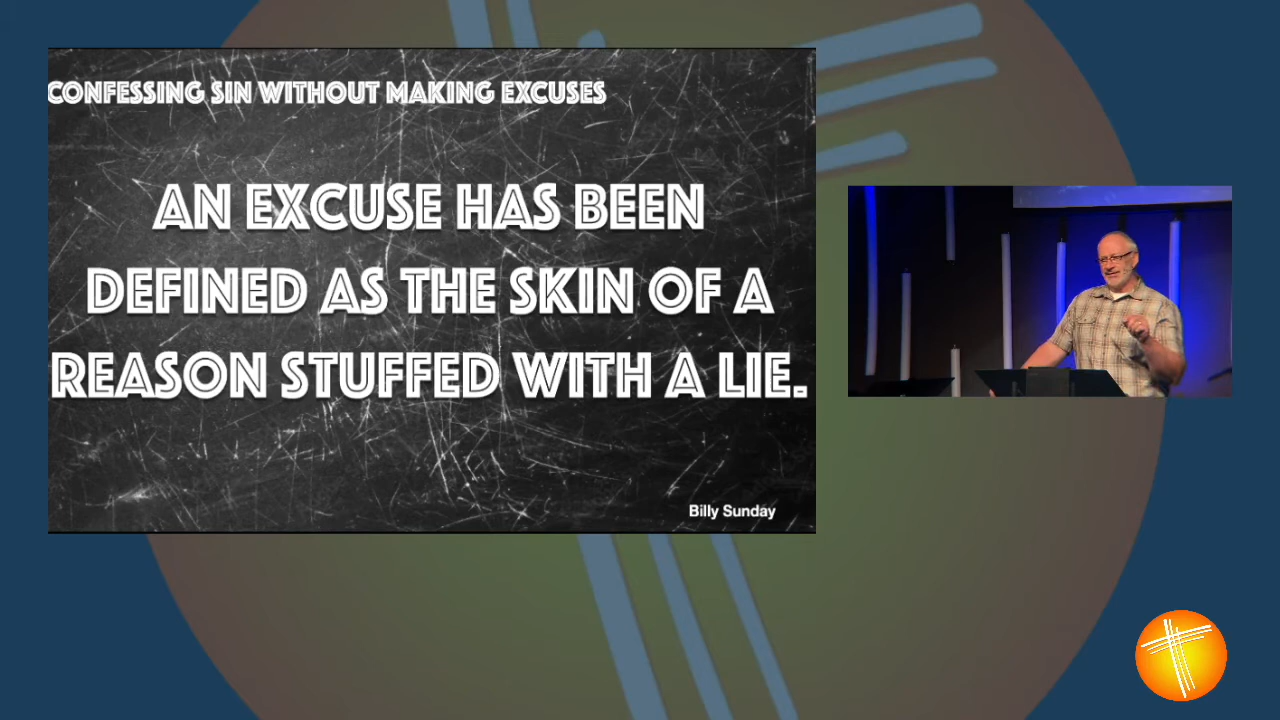 CONFESSING SIN WITHOUT MAKING EXCUSES
AN EXCUSE HAS BEEN
DEFINED AS THE SKIN OF A
REASON STUFFED WITH A LIE.
Billy Sunday